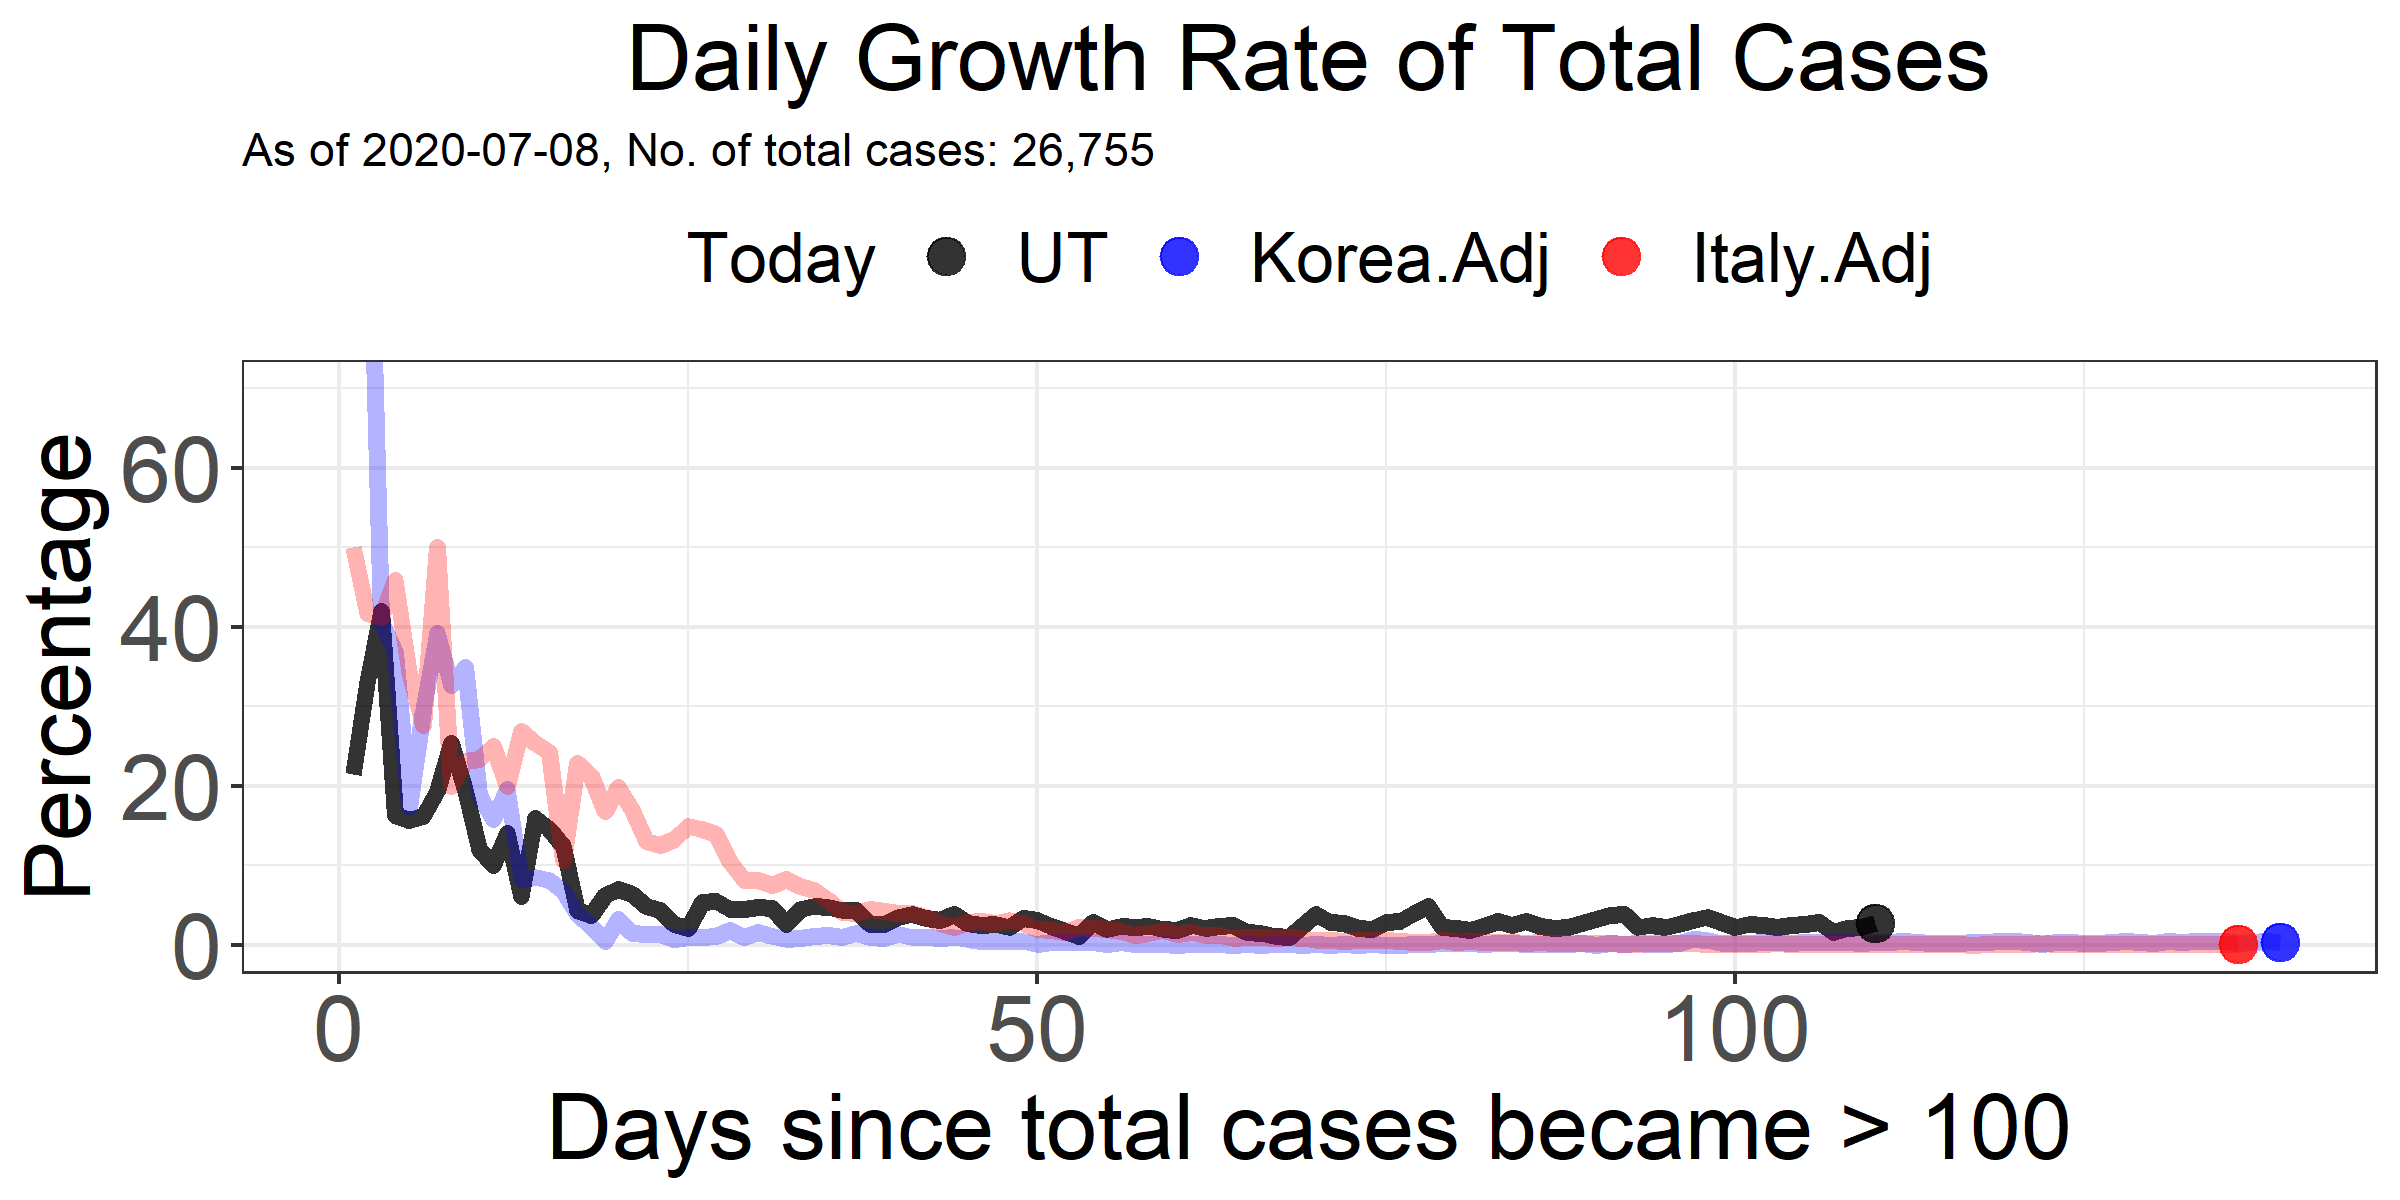 Daily Growth Rate of Total Cases
As of 2020-07-08, No. of total cases: 26,755
Today UT Korea.Adj Italy.Adj
Percentage
60
40
20
0
0 50 100
Days since total cases became > 100